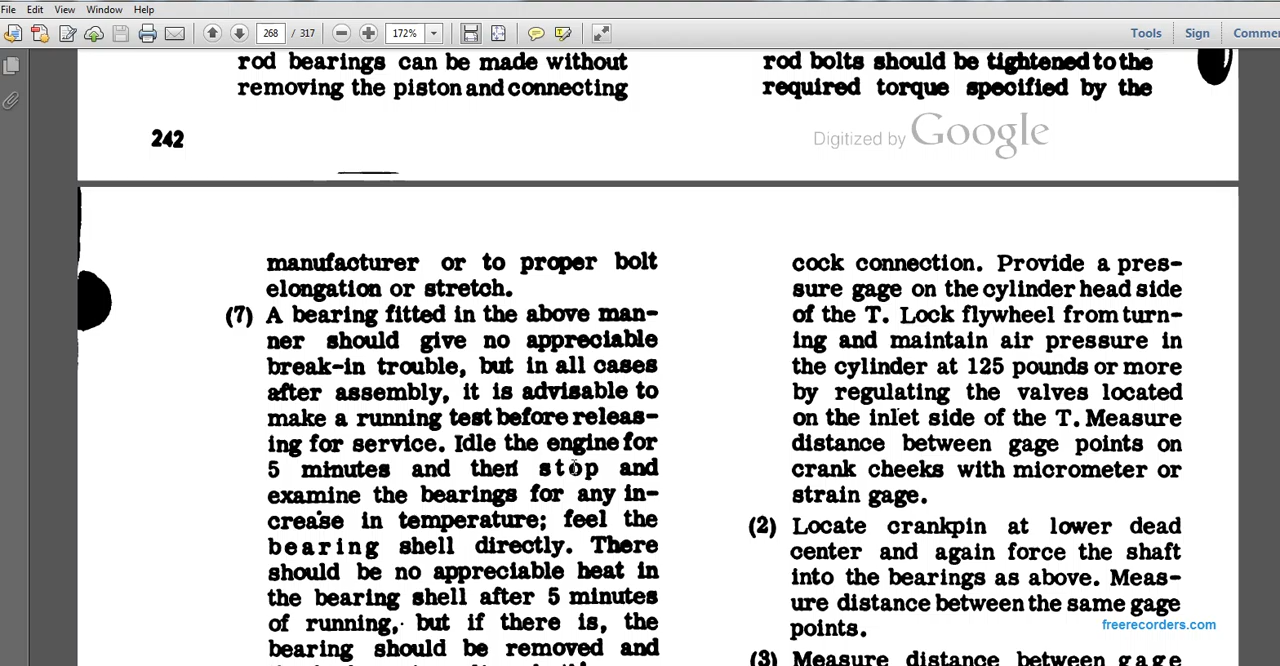 File Edit View Window Help
268 / 317 172% Tools Sign Comme
rod bearings can be made without
removing the piston and connecting
242
rod bolts should be tightened to the
required torque specified by the
Digitized by Google
manufacturer or to proper bolt
elongation or stretch.
(7) A bearing fitted in the above man-
ner should give no appreciable
break-in trouble, but in all cases
after assembly, it is advisable to
make a running test before releas-
ing for service. Idle the engine for
5 minutes and then stop and
examine the bearings for any in-
crease in temperature; feel the
bearing shell directly. There
should be no appreciable heat in
the bearing shell after 5 minutes
of running, but if there is, the
bearing should be removed and
cock connection. Provide a pres-
sure gage on the cylinder head side
of the T. Lock flywheel from turn-
ing and maintain air pressure in
the cylinder at 125 pounds or more
by regulating the valves located
on the inlet side of the T. Measure
distance between gage points on
crank cheeks with micrometer or
strain gage.
(2) Locate crankpin at lower dead
center and again force the shaft
into the bearings as above. Meas-
ure distance between the same gage
points.
(3) Measure distance between gage
freerecorders.com